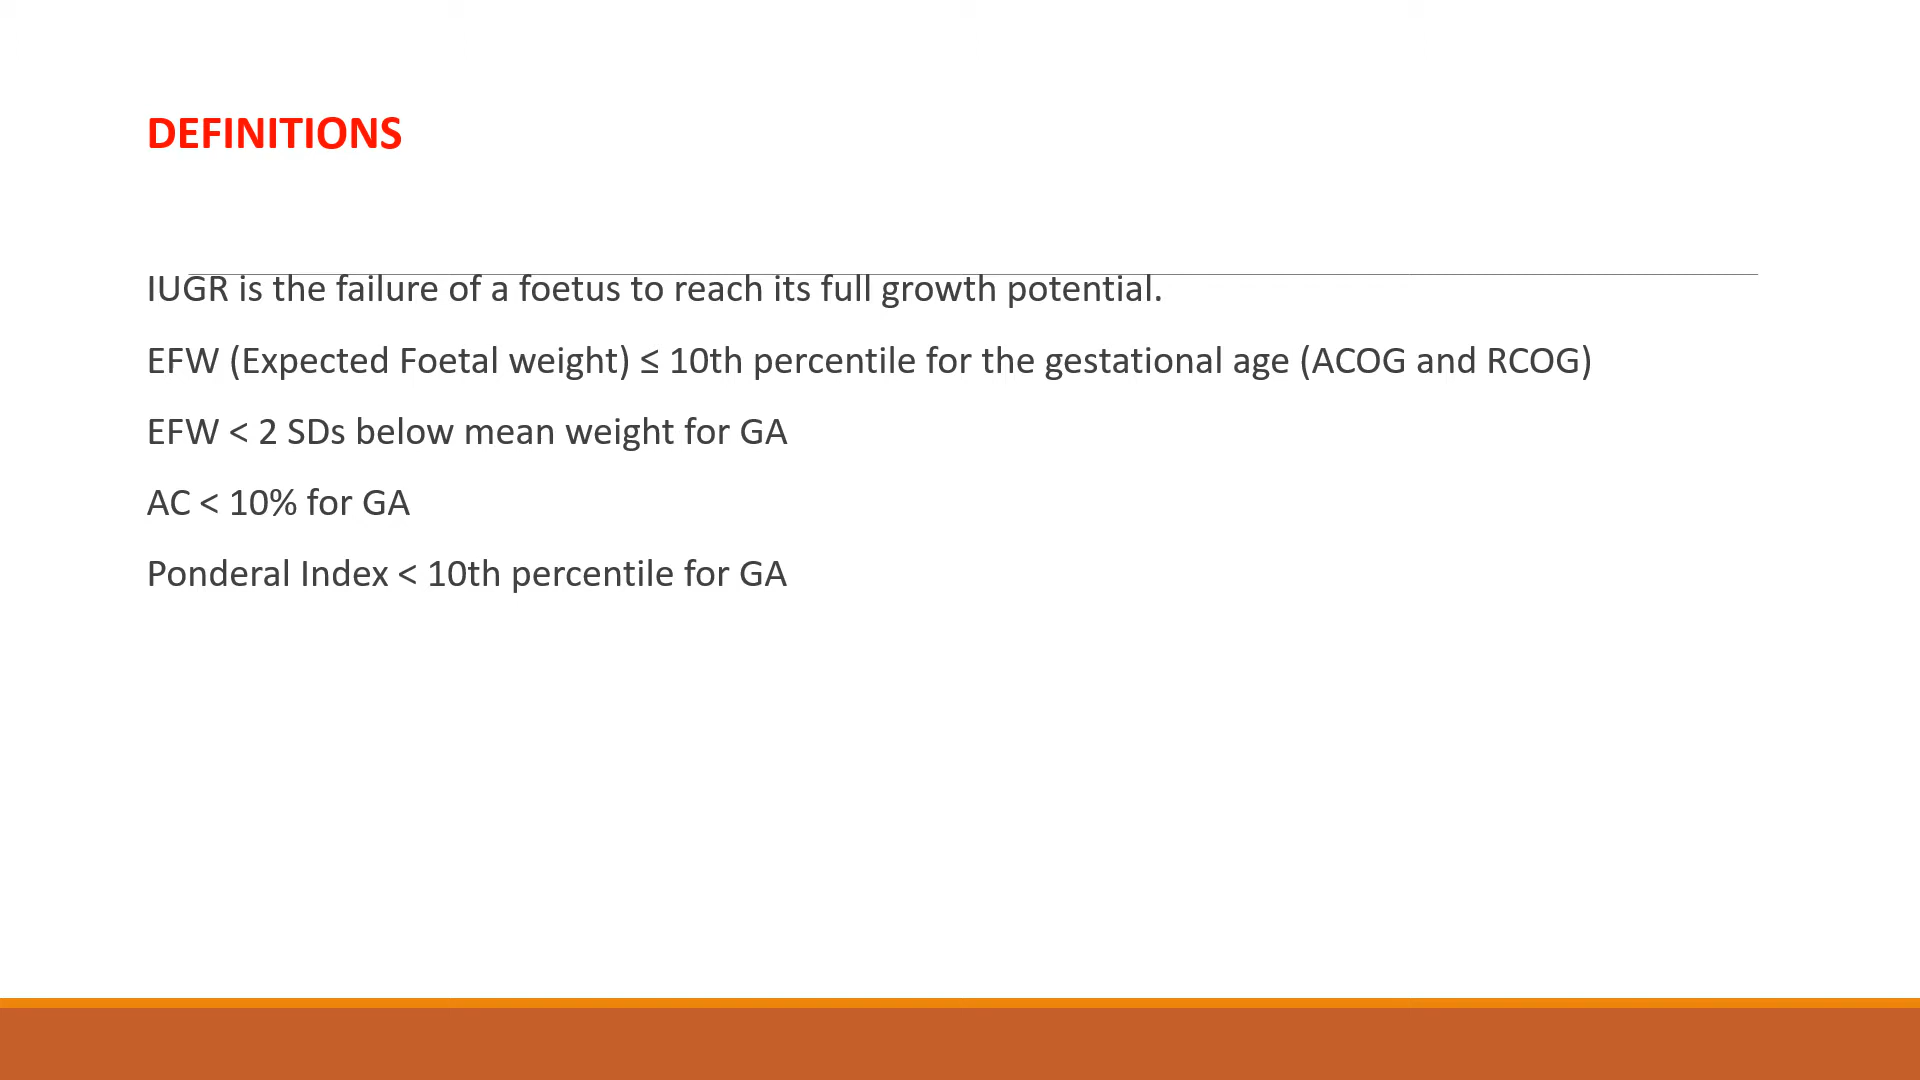 DEFINITIONS
IUGR is the failure of a foetus to reach its full growth potential.
EFW (Expected Foetal weight) ≤ 10th percentile for the gestational age (ACOG and RCOG)
EFW < 2 SDs below mean weight for GA
AC < 10% for GA
Ponderal Index < 10th percentile for GA